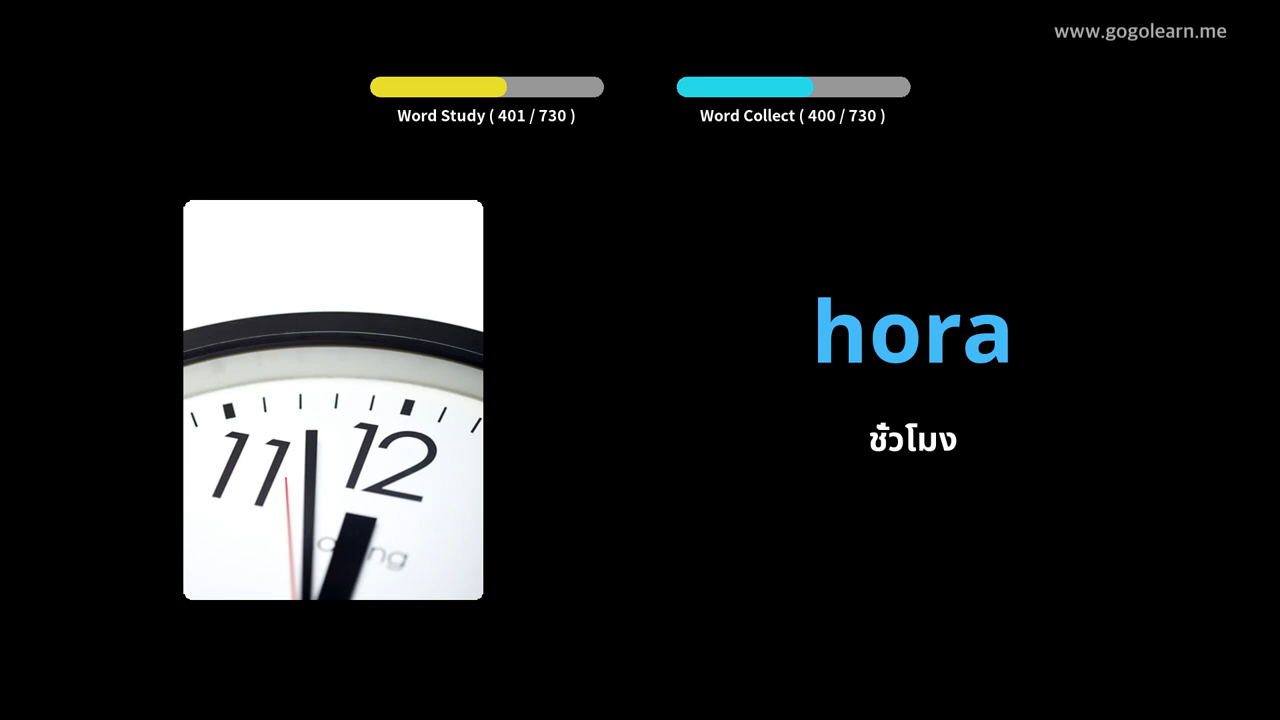 www.gogolearn.me
Word Study ( 401 / 730 )
Word Collect ( 400 / 730 )
11 12
hora
ชั่วโมง